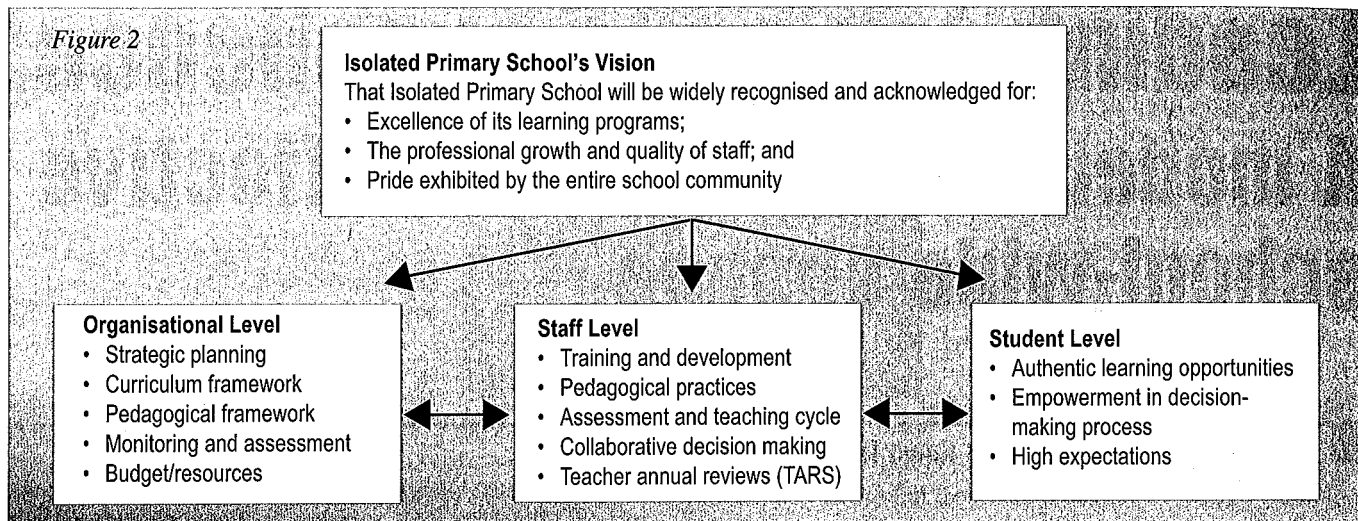 Figure 2
Isolated Primary School's Vision
That Isolated Primary School will be widely recognised and acknowledged for:
• Excellence of its learning programs;
• The professional growth and quality of staff; and
• Pride exhibited by the entire school community
Organisational Level
• Strategic planning
• Curriculum framework
• Pedagogical framework
• Monitoring and assessment
• Budget/resources
Staff Level
• Training and development
• Pedagogical practices
• Assessment and teaching cycle
• Collaborative decision making
• Teacher annual reviews (TARS)
Student Level
• Authentic learning opportunities
• Empowerment in decision-
making process
• High expectations